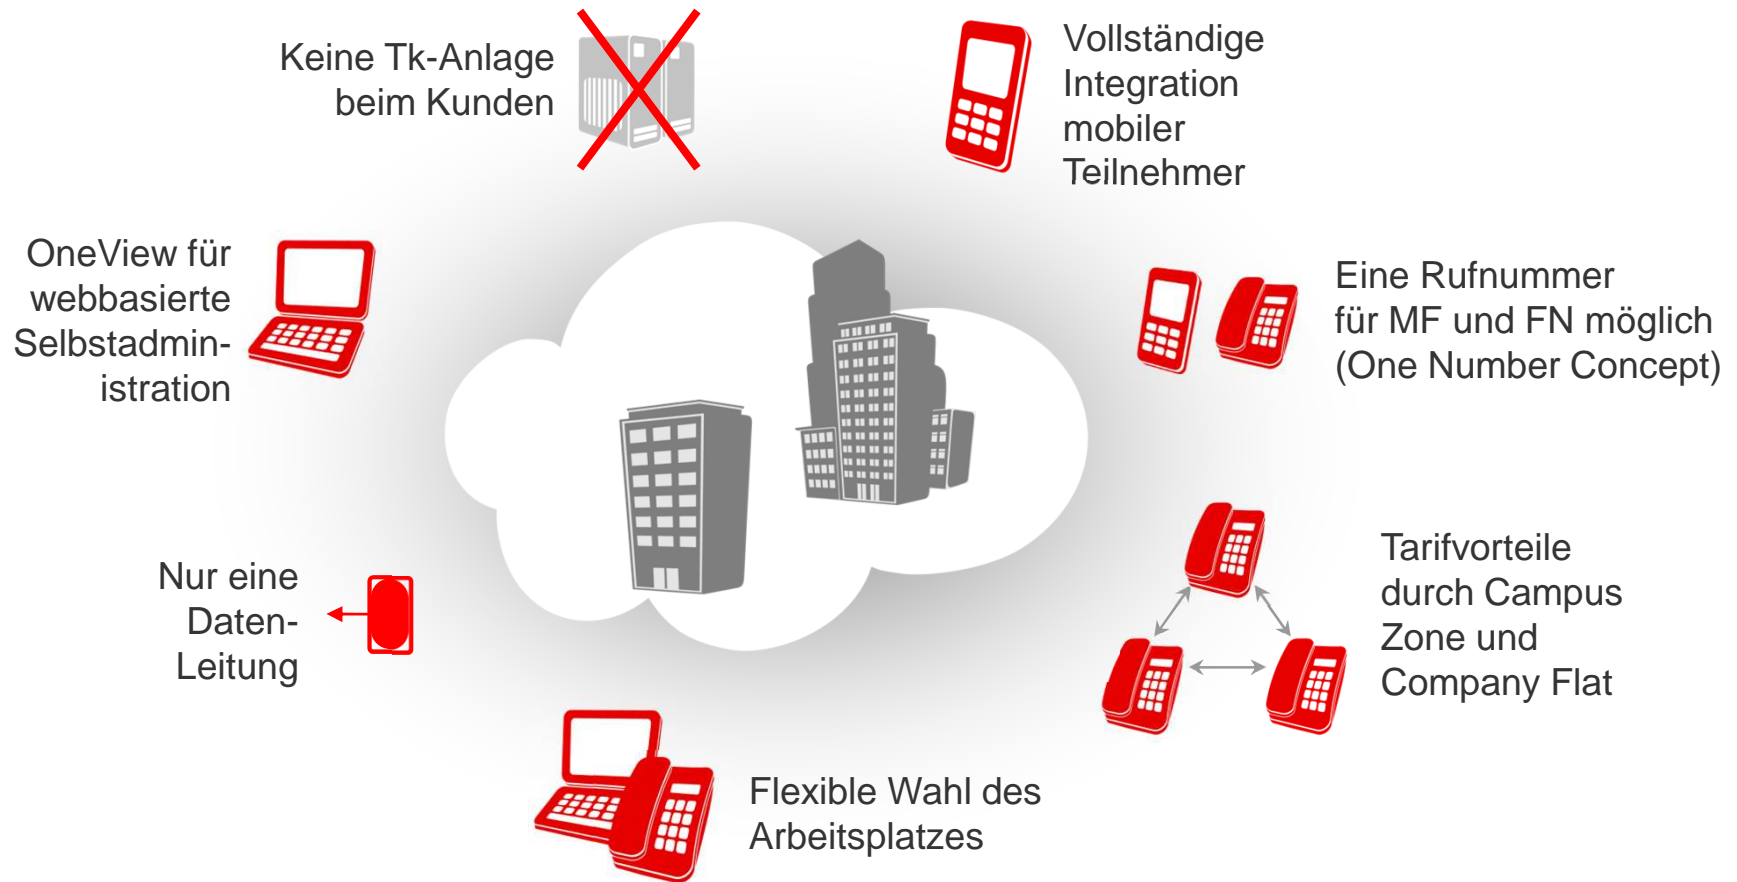 Keine Tk-Anlage
beim Kunden
Vollständige
Integration
mobiler
Teilnehmer
OneView für
webbasierte
Selbstadmin-
istration
Eine Rufnummer
für MF und FN möglich
(One Number Concept)
Nur eine
Daten-
Leitung
Tarifvorteile
durch Campus
Zone und
Company Flat
Flexible Wahl des
Arbeitsplatzes